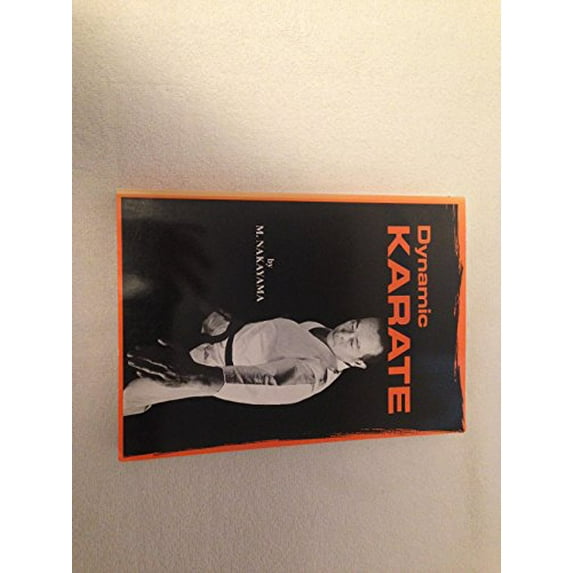 Dynamic
KARATE
by
M. NAKAYAMA